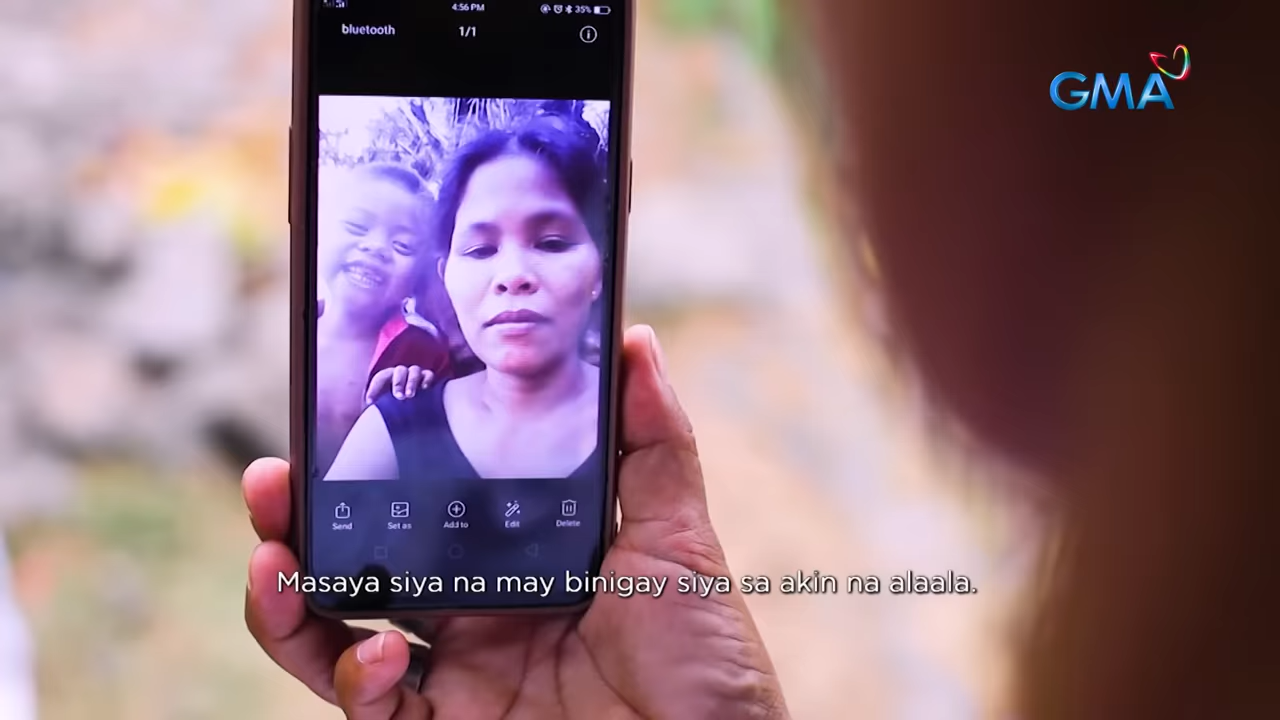 4:56 PM
35%
bluetooth
1/1
GMA
Send
Set as
Add to
Edit
Delete
Masaya siya na may binigay siya sa akin na alaala.